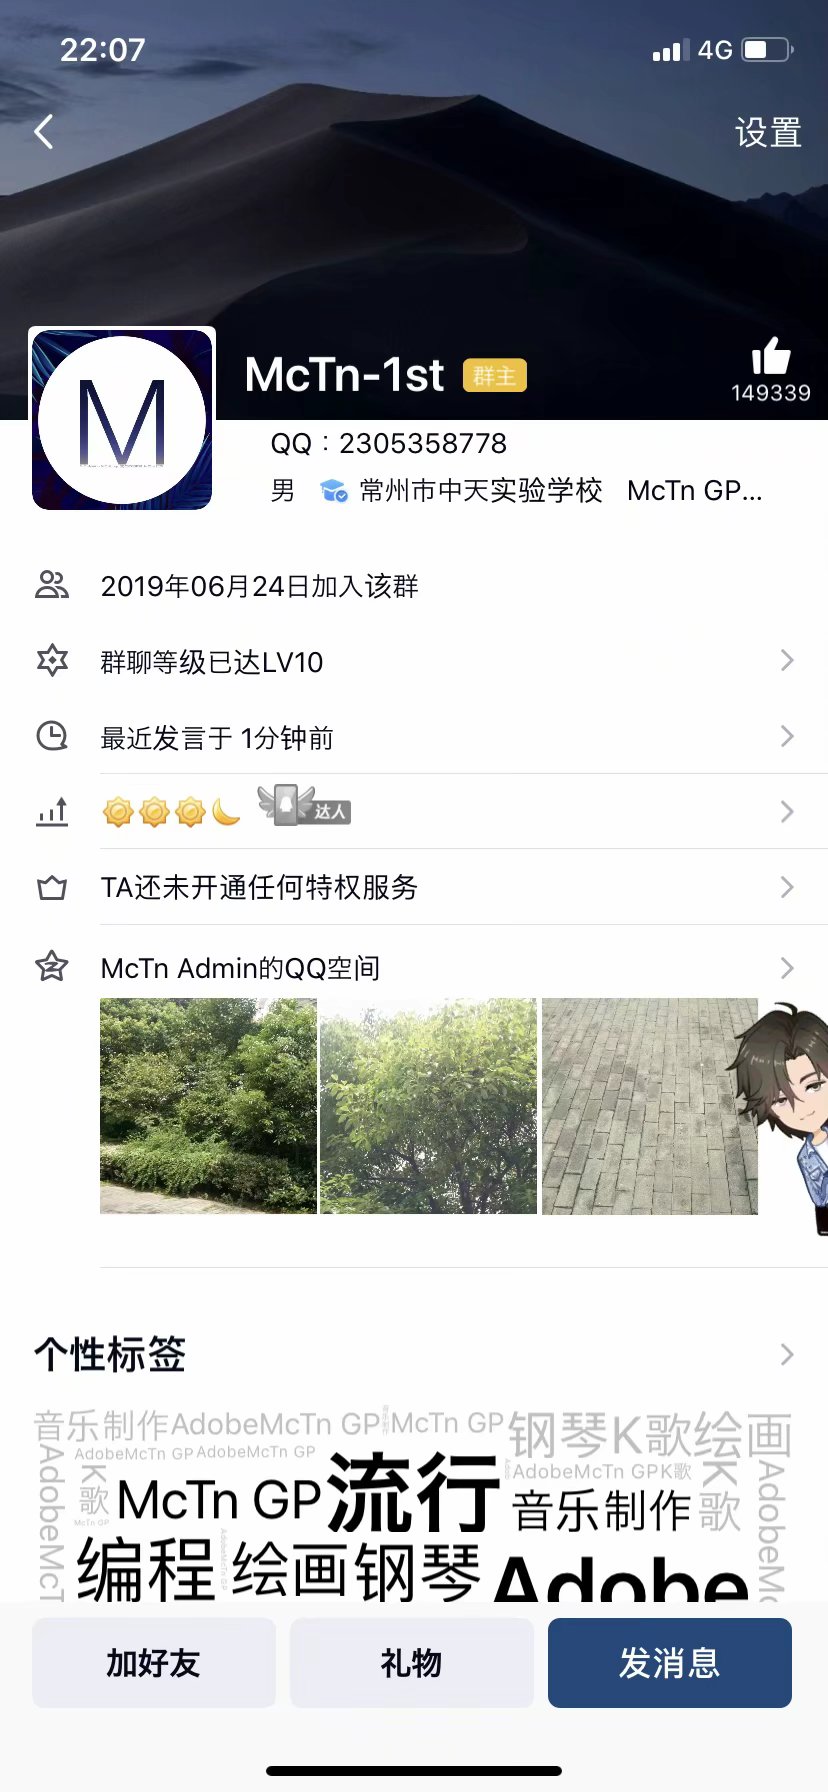 22:07
4G
设置
M
McTn-1st 群主
149339
QQ：2305358778
男 常州市中天实验学校 McTn GP...
2019年06月24日加入该群
群聊等级已达LV10
最近发言于 1分钟前
达人
TA还未开通任何特权服务
McTn Admin的QQ空间
个性标签
音乐制作AdobeMcTn GP McTn GP 钢琴K歌绘画
AdobeMcTn GP AdobeMcTn GP
AdobeMcTn GPK歌 K歌
AdobeMcT
K歌
McTn GP
McTn GP 流行 音乐制作
AdobeMc
编程 绘画钢琴 Adobe
加好友 礼物 发消息